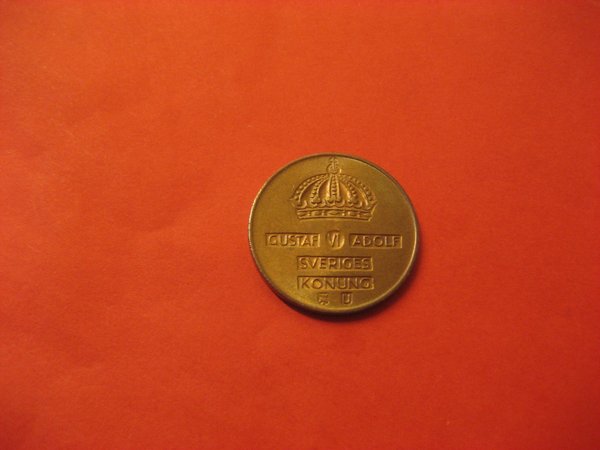 GUSTAF VI ADOLF
SVERIGES
KONUNG
U